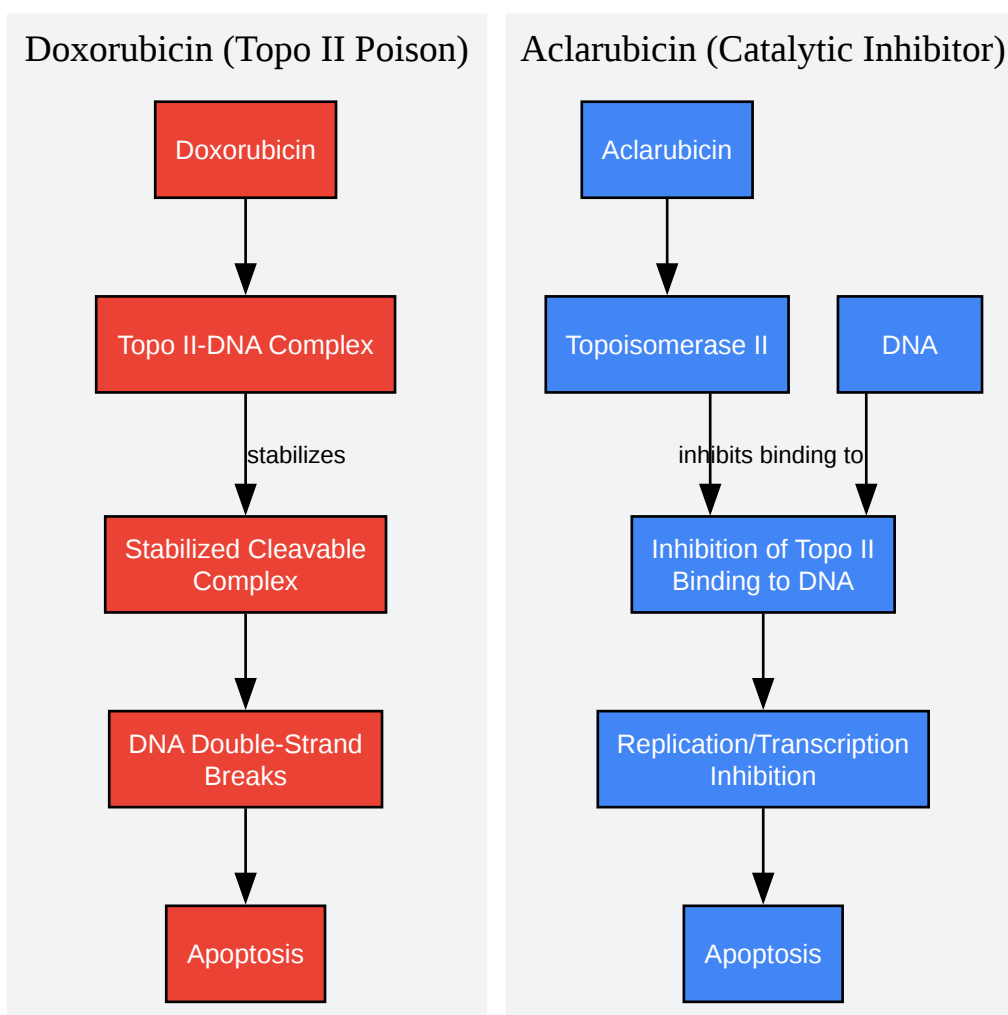 Doxorubicin (Topo II Poison)
Doxorubicin
Topo II-DNA Complex
stabilizes
Stabilized Cleavable
Complex
DNA Double-Strand
Breaks
Apoptosis
Aclarubicin (Catalytic Inhibitor)
Aclarubicin
Topoisomerase II
DNA
inhibits binding to
Inhibition of Topo II
Binding to DNA
Replication/Transcription
Inhibition
Apoptosis